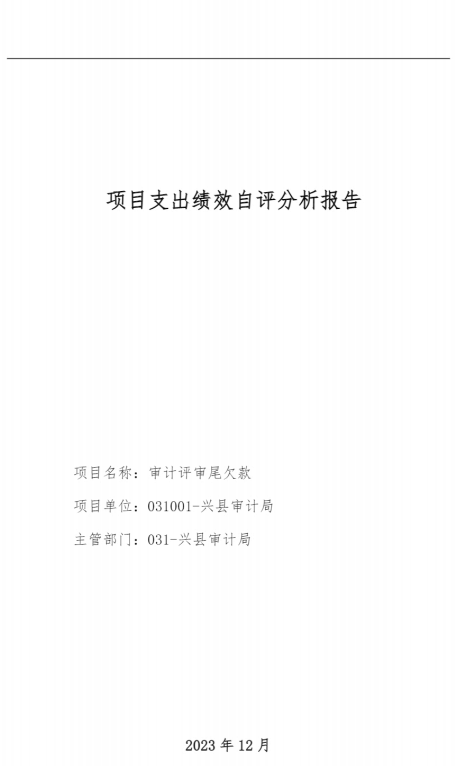 项目支出绩效自评分析报告
项目名称：审计评审尾欠款
项目单位：031001-兴县审计局
主管部门：031-兴县审计局
2023 年 12 月